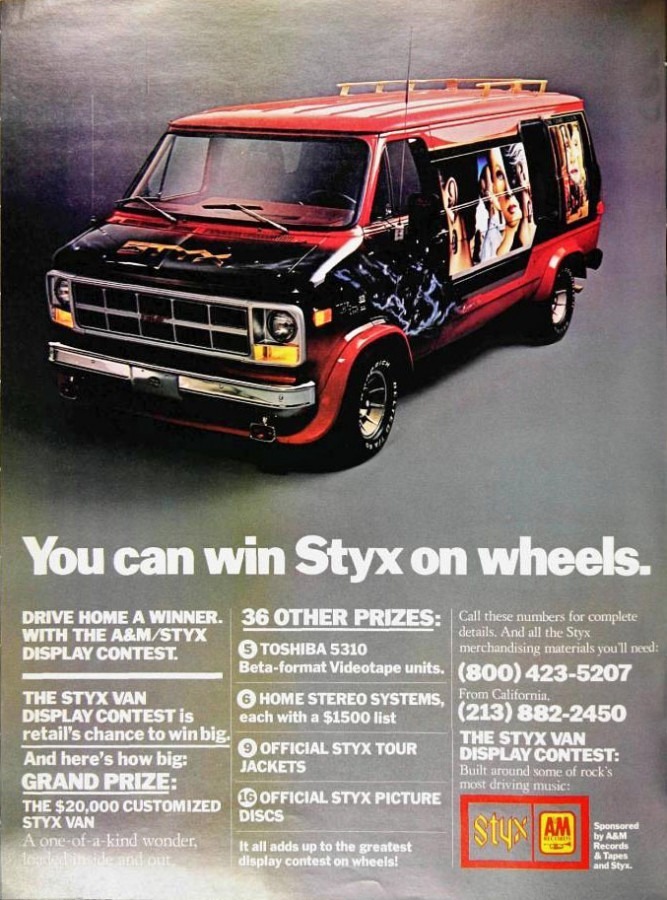 STYX
You can win Styx on wheels.
DRIVE HOME A WINNER.
WITH THE A&M/STYX
DISPLAY CONTEST.
THE STYX VAN
DISPLAY CONTEST is
retail's chance to win big.
And here's how big:
GRAND PRIZE:
THE $20,000 CUSTOMIZED
STYX VAN
A one-of-a-kind wonder,
loaded inside and out.
36 OTHER PRIZES:
5 TOSHIBA 5310
Beta-format Videotape units.
6 HOME STEREO SYSTEMS,
each with a $1500 list
9 OFFICIAL STYX TOUR
JACKETS
16 OFFICIAL STYX PICTURE
DISCS
It all adds up to the greatest
display contest on wheels!
Call these numbers for complete
details. And all the Styx
merchandising materials you'll need:
(800) 423-5207
From California,
(213) 882-2450
THE STYX VAN
DISPLAY CONTEST:
Built around some of rock's
most driving music:
Styx
A&M
RECORDS
Sponsored
by A&M
Records
& Tapes
and Styx.